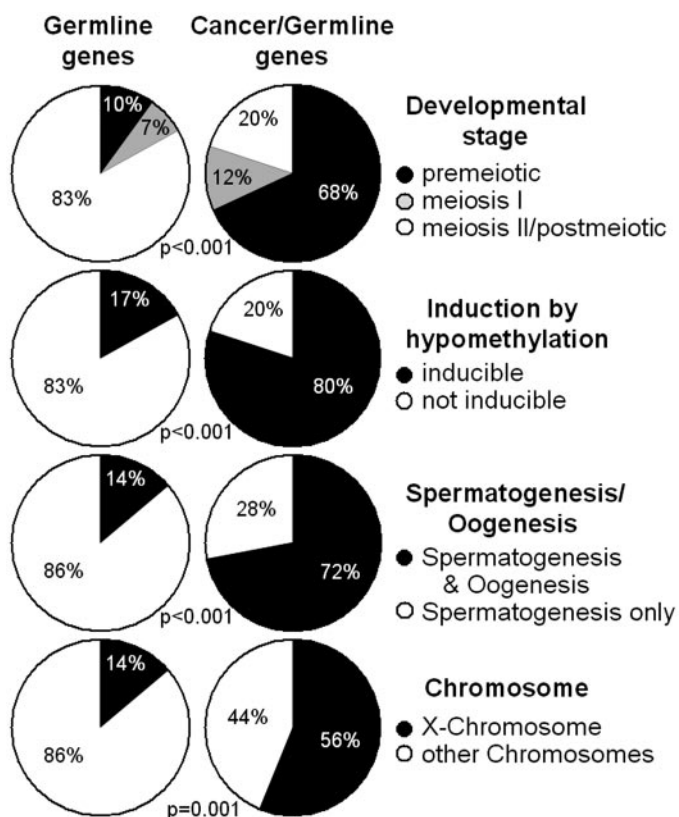 Germline genes
Cancer/Germline genes
10%
7%
83%
20%
12%
68%
p<0.001
Developmental
stage
premeiotic
meiosis I
meiosis II/postmeiotic
17%
83%
20%
80%
p<0.001
Induction by
hypomethylation
inducible
not inducible
14%
86%
28%
72%
p<0.001
Spermatogenesis/
Oogenesis
Spermatogenesis
& Oogenesis
Spermatogenesis only
14%
86%
44%
56%
p=0.001
Chromosome
X-Chromosome
other Chromosomes